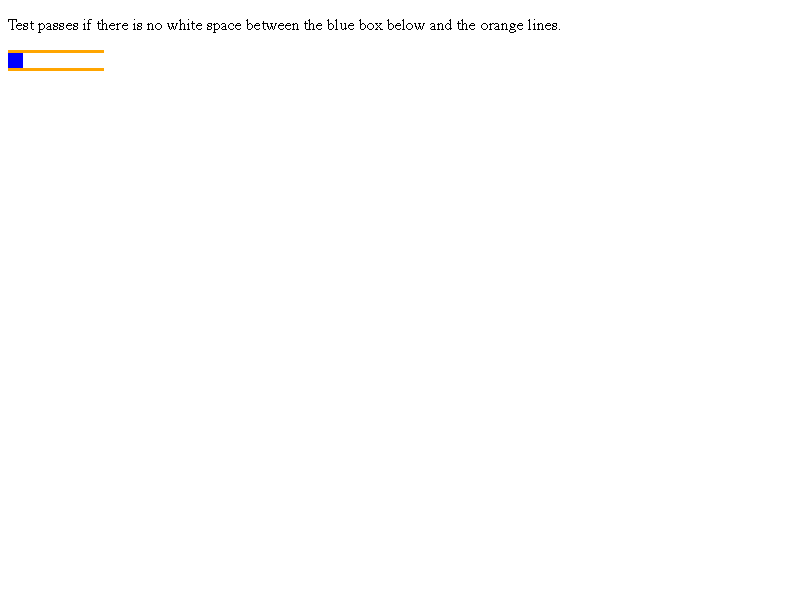 Test passes if there is no white space between the blue box below and the orange lines.